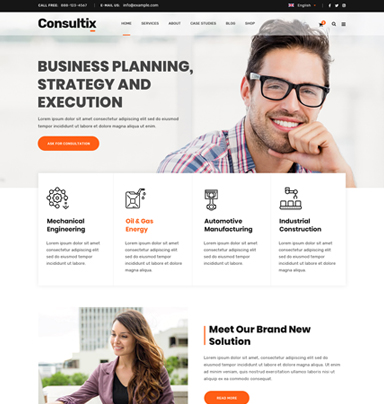 CALL FREE: 888-123-4567 | E-MAIL US: info@example.com English
Consultix
HOME SERVICES ABOUT CASE STUDIES BLOG SHOP
BUSINESS PLANNING,
STRATEGY AND
EXECUTION
Lorem ipsum dolor sit amet consectetur adipiscing elit sed do eiusmod
tempor incididunt ut labore et dolore magna aliqua ut enim.
ASK FOR CONSULTATION
Mechanical
Engineering
Lorem ipsum dolor sit amet
consectetur adipiscing elit
sed do eiusmod tempor
incididunt ut labore.
Oil & Gas
Energy
Lorem ipsum dolor sit amet
consectetur adipiscing elit
sed do eiusmod tempor
incididunt ut labore et dolore
magna aliqua.
Automotive
Manufacturing
Lorem ipsum dolor sit amet
consectetur adipiscing elit
sed do eiusmod tempor
incididunt ut labore.
Industrial
Construction
Lorem ipsum dolor sit amet
consectetur adipiscing elit
sed do eiusmod tempor
incididunt ut labore et dolore
magna aliqua.
Meet Our Brand New
Solution
Lorem ipsum dolor sit amet, consectetur
adipiscing elit, sed do eiusmod tempor
incididunt ut labore et dolore magna aliqua. Ut enim
ad minim veniam, quis nostrud exercitation ullamco laboris nisi ut
aliquip ex ea commodo consequat.
READ MORE